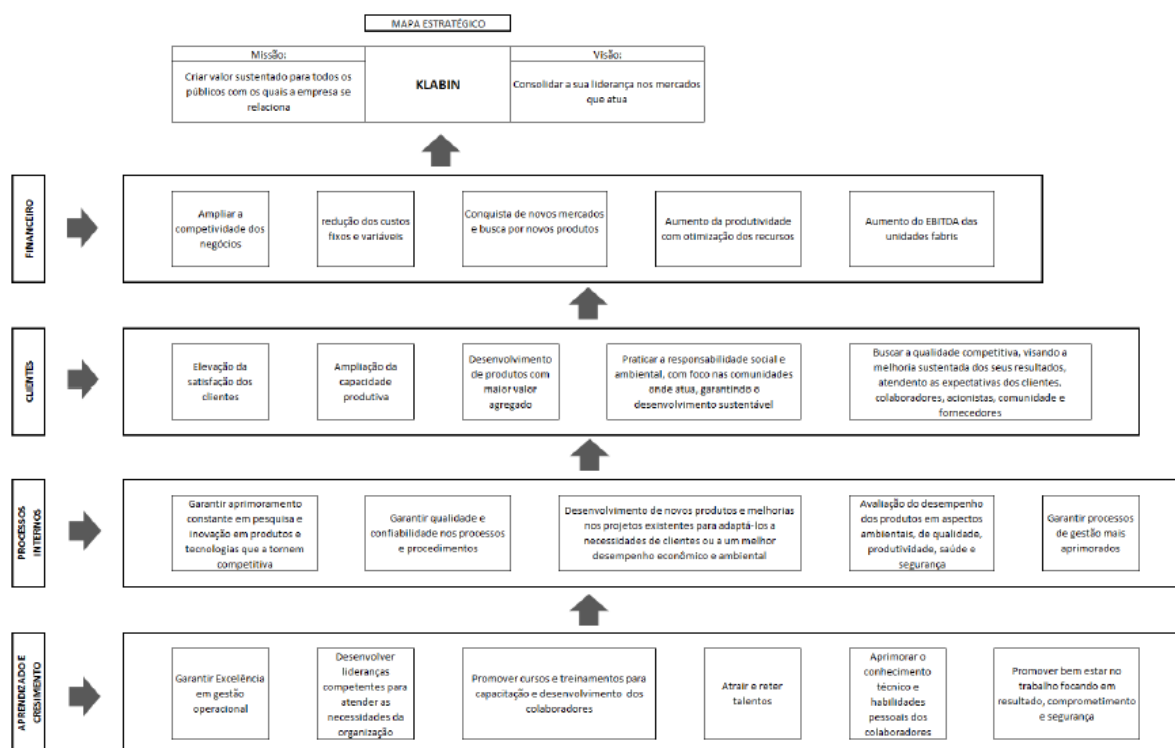 MAPA ESTRATÉGICO
Missão:
Criar valor sustentado para todos os
públicos com os quais a empresa se
relaciona
KLABIN
Visão:
Consolidar a sua liderança nos mercados
que atua
FINANCEIRO
Ampliar a
competividade dos
negócios
redução dos custos
fixos e variáveis
Conquista de novos mercados
e busca por novos produtos
Aumento da produtividade
com otimização dos recursos
Aumento do EBITDA das
unidades fabris
CLIENTES
Elevação da
satisfação dos
clientes
Ampliação da
capacidade
produtiva
Desenvolvimento
de produtos com
maior valor
agregado
Praticar a responsabilidade social e
ambiental, com foco nas comunidades
onde atua, garantindo o
desenvolvimento sustentável
Buscar a qualidade competitiva, visando a
melhoria sustentada dos seus resultados,
atendento as expectativas dos clientes,
colaboradores, acionistas, comunidade e
fornecedores
PROCESSOS
INTERNOS
Garantir aprimoramento
constante em pesquisa e
inovação em produtos e
tecnologias que a tornem
competitiva
Garantir qualidade e
confiabilidade nos processos
e procedimentos
Desenvolvimento de novos produtos e melhorias
nos projetos existentes para adaptá-los a
necesidades de clientes ou a um melhor
desempenho econômico e ambiental
Avaliação do desempenho
dos produtos em aspectos
ambientais, de qualidade,
produtividade, saúde e
segurança
Garantir processos
de gestão mais
aprimorados
APRENDIZADO E
CRESIMENTO
Garantir Excelência
em gestão
operacional
Desenvolver
lideranças
competentes para
atender as
necessidades da
organização
Promover cursos e treinamentos para
capacitação e desenvolvimento dos
colaboradores
Atrair e reter
talentos
Aprimorar o
conhecimento
técnico e
habilidades
pessoais dos
colaboradores
Promover bem estar no
trabalho focando em
resultado, comprometimento
e segurança